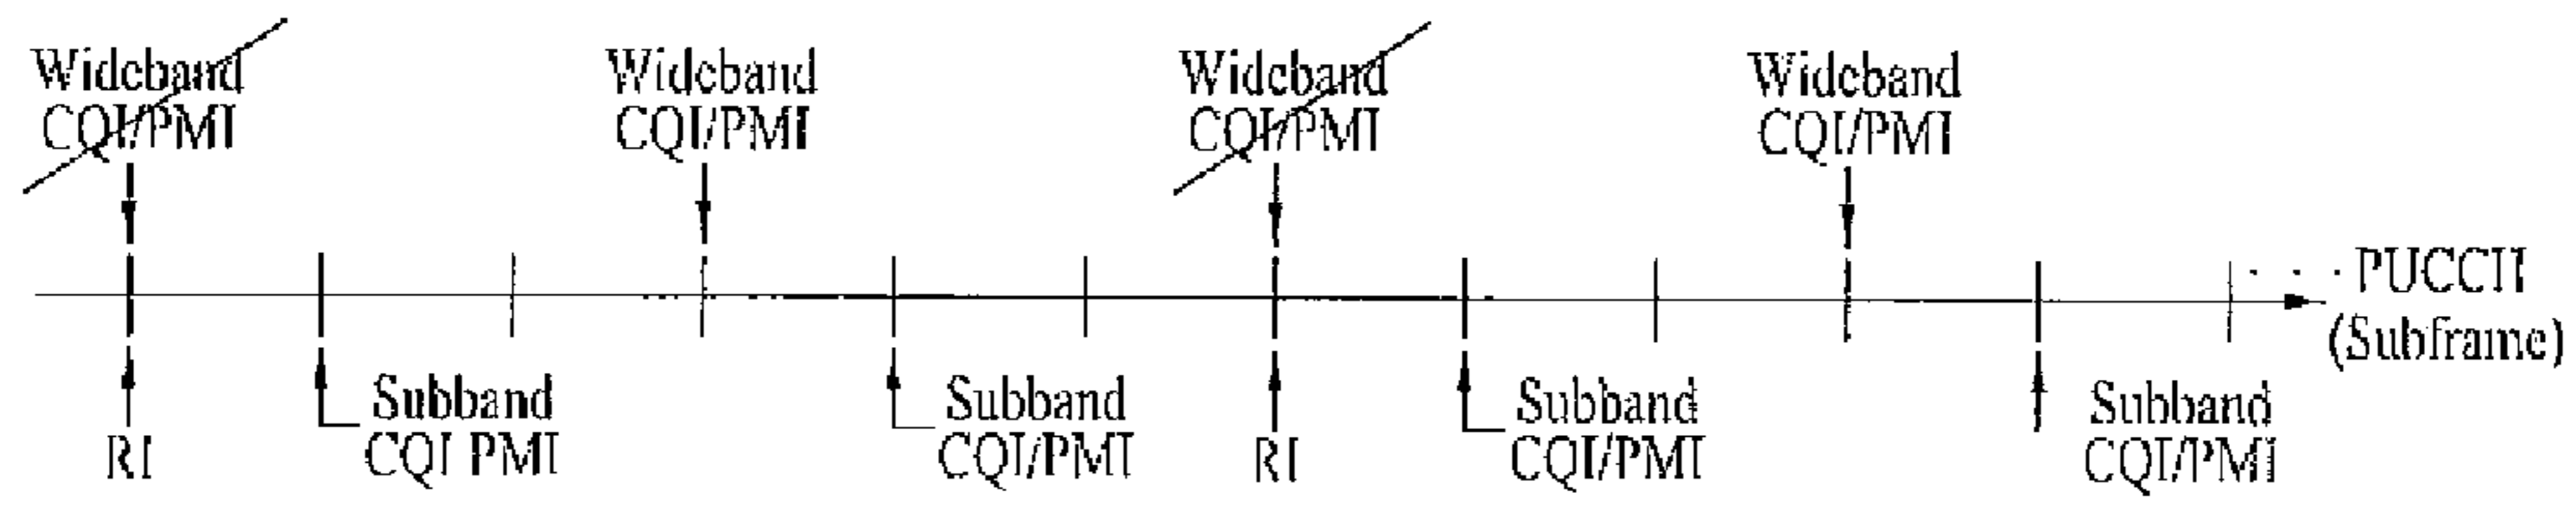 Wideband
CQI/PMI
Wideband
CQI/PMI
Wideband
CQI/PMI
Wideband
CQI/PMI
PUCCH
(Subframe)
RI
Subband
CQI PMI
Subband
CQI/PMI
RI
Subband
CQI/PMI
Subband
CQI/PMI